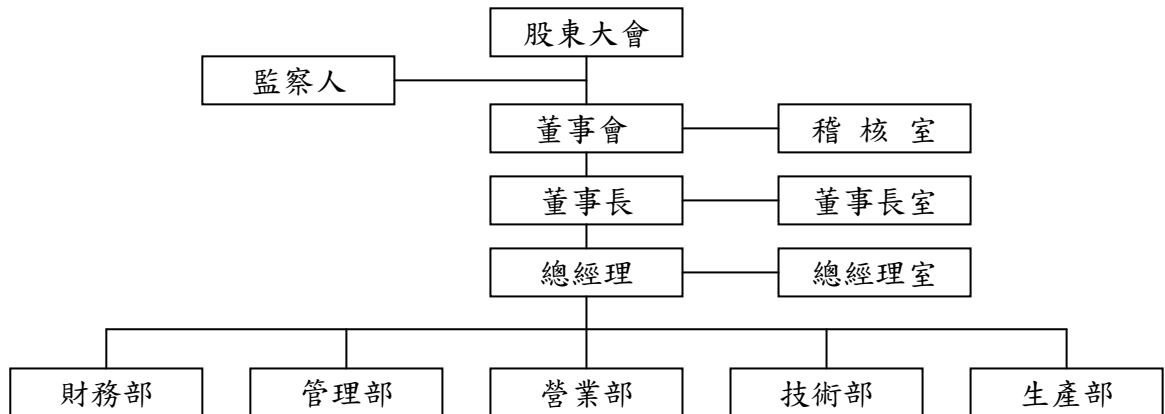 股東大會
監察人
董事會
稽核室
董事長
董事長室
總經理
總經理室
財務部
管理部
營業部
技術部
生產部